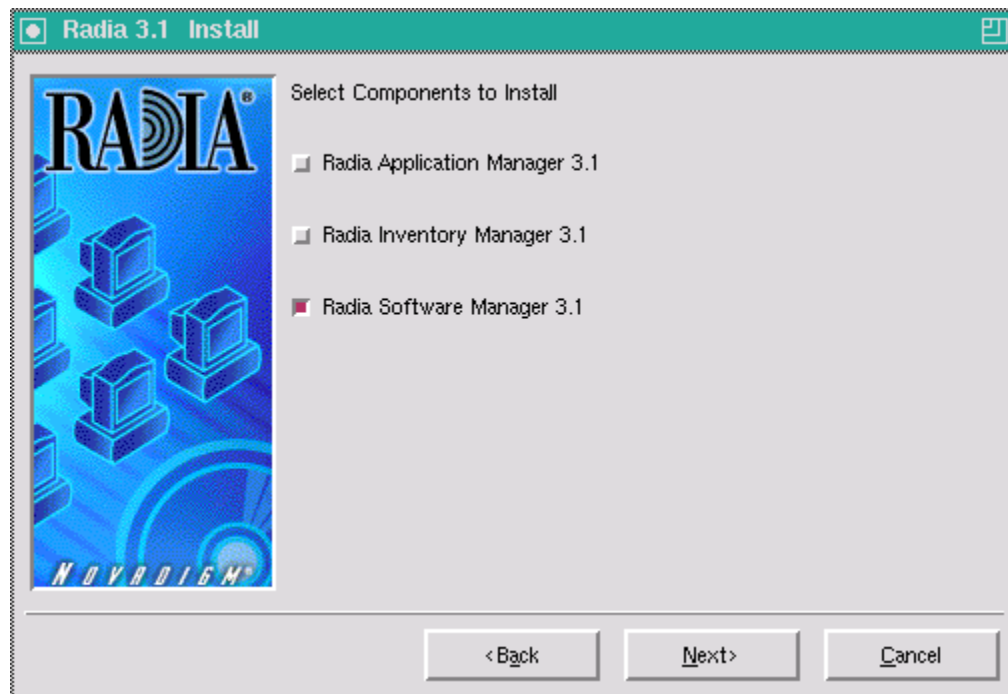 Radia 3.1 Install
RADIA®
Select Components to Install
Radia Application Manager 3.1
Radia Inventory Manager 3.1
Radia Software Manager 3.1
NOVADIGM®
<Back
Next>
Cancel